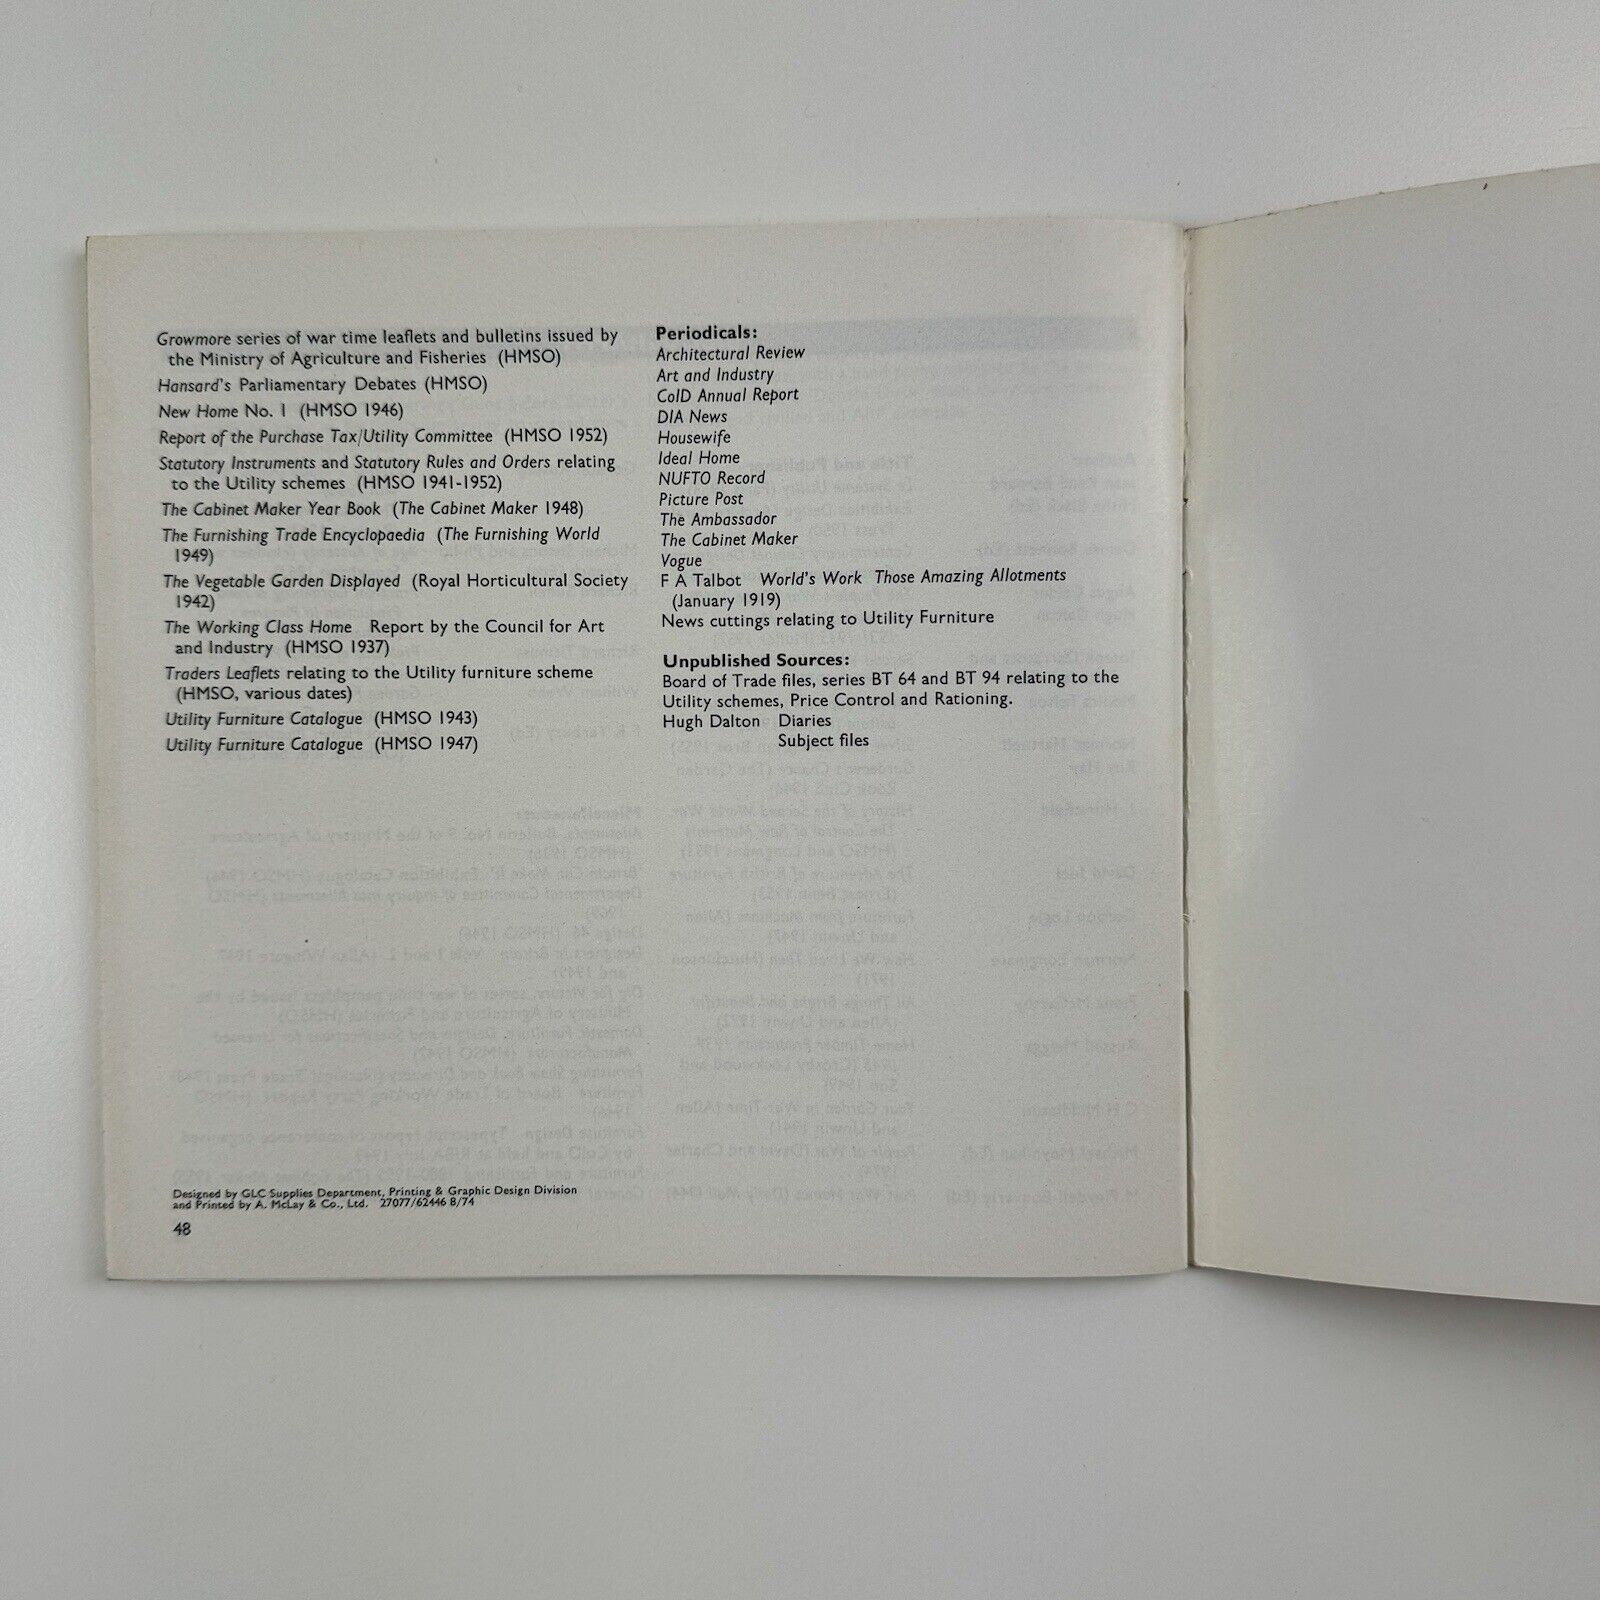 Growmore series of war time leaflets and bulletins issued by
the Ministry of Agriculture and Fisheries (HMSO)
Hansard's Parliamentary Debates (HMSO)
New Home No. 1 (HMSO 1946)
Report of the Purchase Tax/Utility Committee (HMSO 1952)
Statutory Instruments and Statutory Rules and Orders relating
to the Utility schemes (HMSO 1941-1952)
The Cabinet Maker Year Book (The Cabinet Maker 1948)
The Furnishing Trade Encyclopaedia (The Furnishing World
1949)
The Vegetable Garden Displayed (Royal Horticultural Society
1942)
The Working Class Home Report by the Council for Art
and Industry (HMSO 1937)
Traders Leaflets relating to the Utility furniture scheme
(HMSO, various dates)
Utility Furniture Catalogue (HMSO 1943)
Utility Furniture Catalogue (HMSO 1947)
Periodicals:
Architectural Review
Art and Industry
CoID Annual Report
DIA News
Housewife
Ideal Home
NUFTO Record
Picture Post
The Ambassador
The Cabinet Maker
Vogue
F A Talbot World's Work Those Amazing Allotments
(January 1919)
News cuttings relating to Utility Furniture
Unpublished Sources:
Board of Trade files, series BT 64 and BT 94 relating to the
Utility schemes, Price Control and Rationing.
Hugh Dalton Diaries
Subject files
Designed by GLC Supplies Department, Printing & Graphic Design Division
and Printed by A. McLay & Co., Ltd. 27077/62446 8/74
48